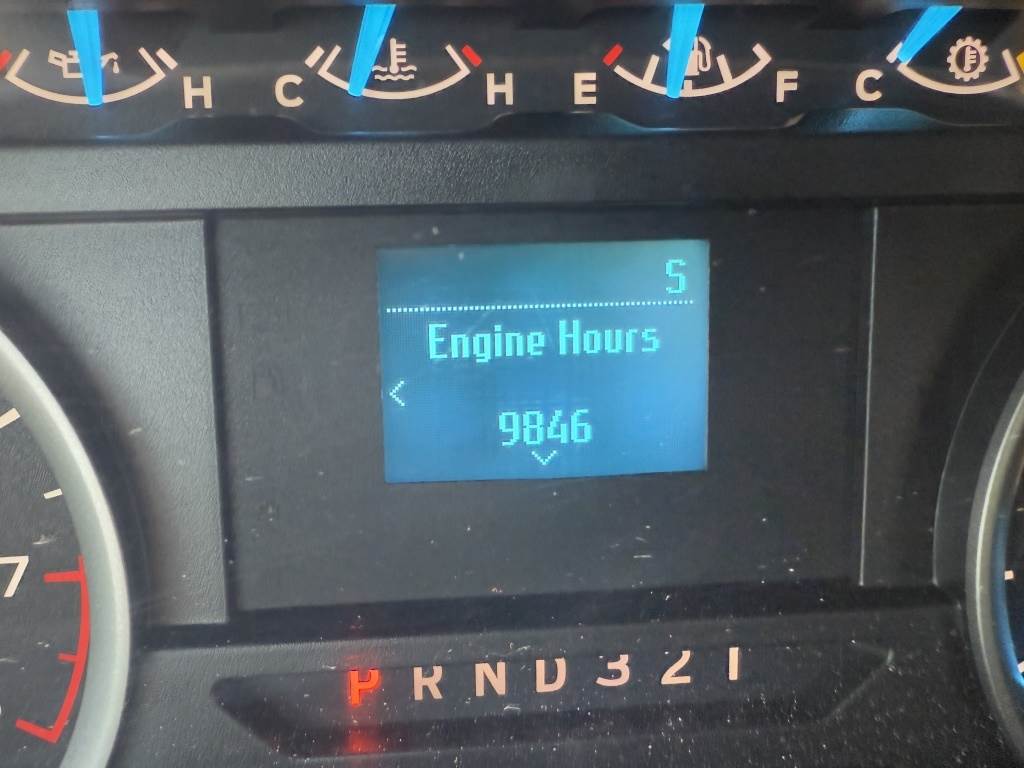 H C H E F C
S
Engine Hours
<
9846
7
P R N D 3 2 1